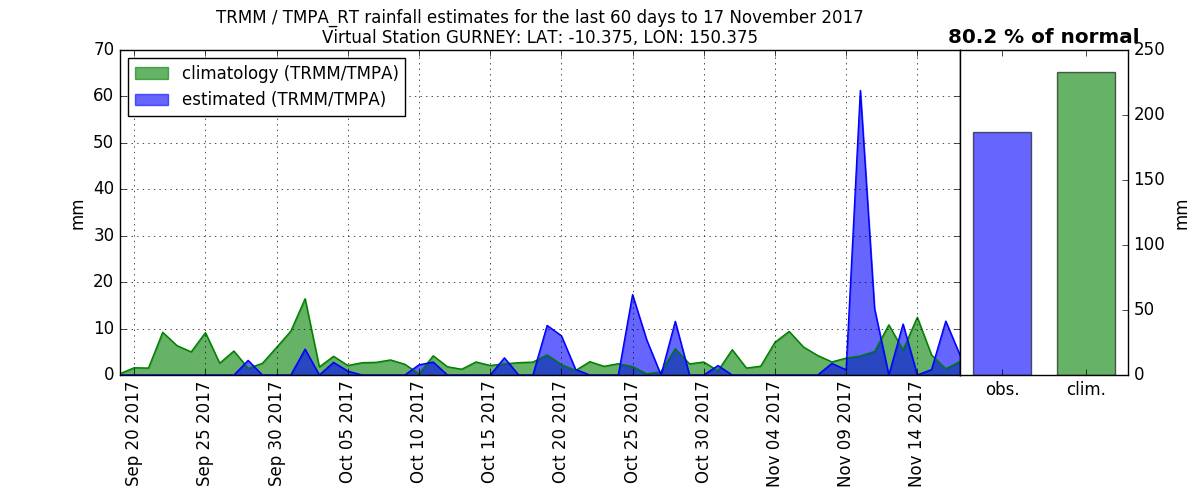 TRMM / TMPA_RT rainfall estimates for the last 60 days to 17 November 2017
Virtual Station GURNEY: LAT: -10.375, LON: 150.375
80.2 % of normal
climatology (TRMM/TMPA)
estimated (TRMM/TMPA)
70
60
50
40
30
20
10
0
mm
250
200
150
100
50
0
mm
Sep 20 2017
Sep 25 2017
Sep 30 2017
Oct 05 2017
Oct 10 2017
Oct 15 2017
Oct 20 2017
Oct 25 2017
Oct 30 2017
Nov 04 2017
Nov 09 2017
Nov 14 2017
obs.
clim.